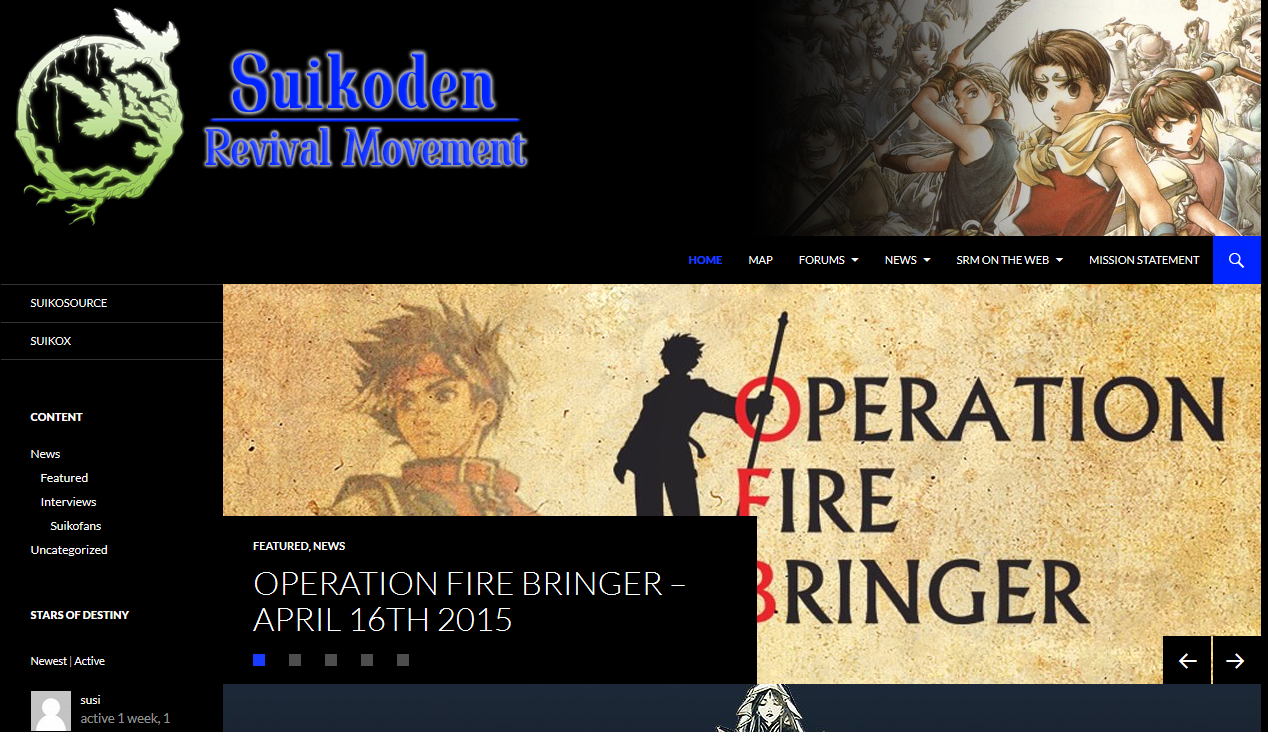 Suikoden
Revival Movement
HOME MAP FORUMS NEWS SRM ON THE WEB MISSION STATEMENT
SUIKOSOURCE
SUIKOX
CONTENT
News
Featured
Interviews
Suikofans
Uncategorized
STARS OF DESTINY
Newest | Active
susi
active 1 week, 1
OPERATION
FIRE
BRINGER
FEATURED, NEWS
OPERATION FIRE BRINGER –
APRIL 16TH 2015